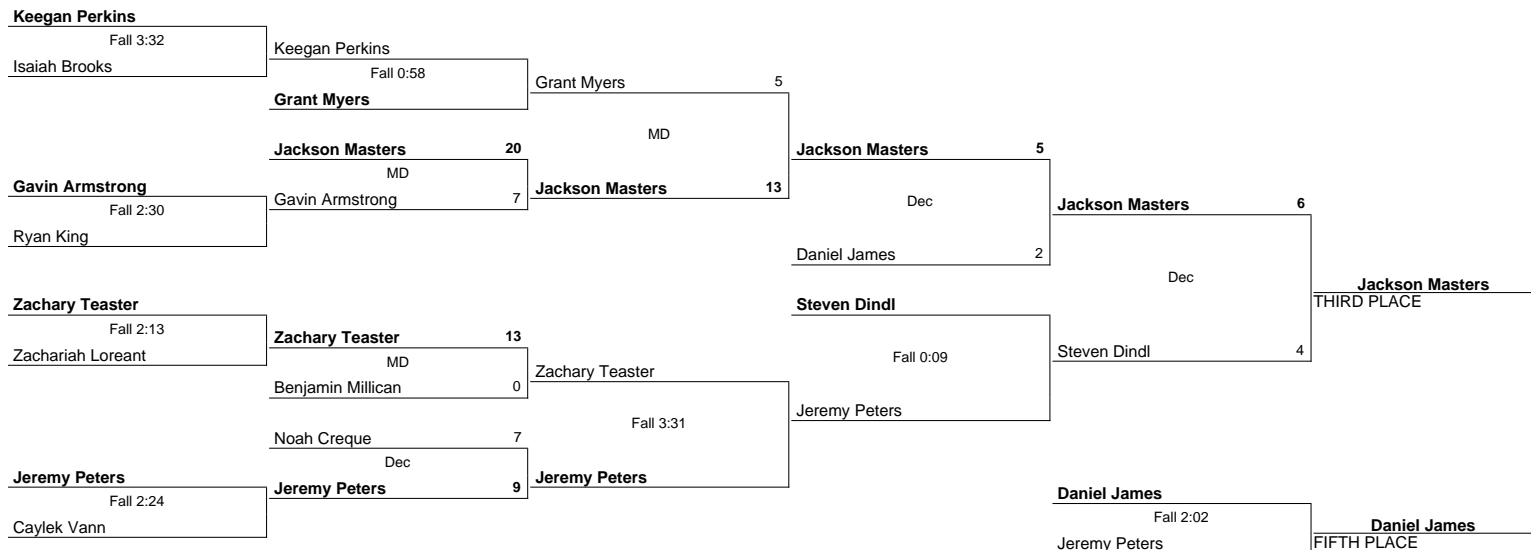 Keegan Perkins
Fall 3:32
Isaiah Brooks
Gavin Armstrong
Fall 2:30
Ryan King
Zachary Teaster
Fall 2:13
Zachariah Loreant
Jeremy Peters
Fall 2:24
Caylek Vann
Keegan Perkins
Fall 0:58
Grant Myers
Jackson Masters 20
MD
Gavin Armstrong 7
Zachary Teaster 13
MD
Benjamin Millican 0
Noah Creque 7
Dec
Jeremy Peters 9
Grant Myers 5
MD
Jackson Masters 13
Zachary Teaster
Fall 3:31
Jeremy Peters
Jackson Masters 5
Dec
Daniel James 2
Steven Dindl
Fall 0:09
Jeremy Peters
Jackson Masters 6
Dec
Steven Dindl 4
Jackson Masters
THIRD PLACE
Daniel James
Fall 2:02
Jeremy Peters
Daniel James
FIFTH PLACE